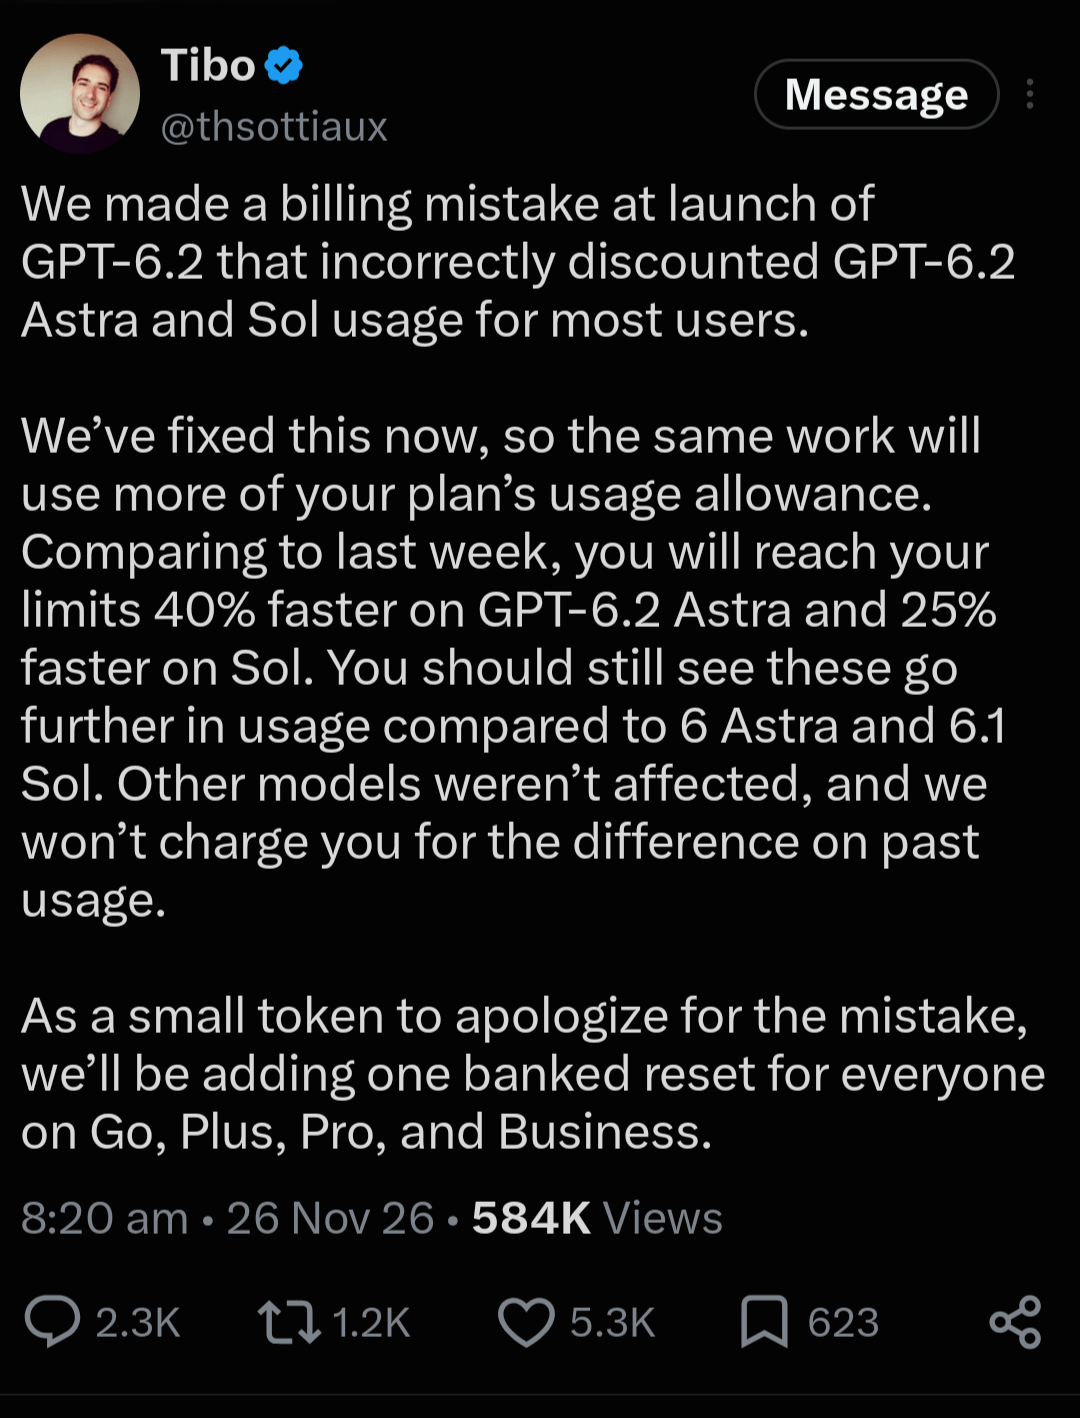 Tibo
@thsottiaux
Message
We made a billing mistake at launch of
GPT-6.2 that incorrectly discounted GPT-6.2
Astra and Sol usage for most users.
We’ve fixed this now, so the same work will
use more of your plan’s usage allowance.
Comparing to last week, you will reach your
limits 40% faster on GPT-6.2 Astra and 25%
faster on Sol. You should still see these go
further in usage compared to 6 Astra and 6.1
Sol. Other models weren’t affected, and we
won’t charge you for the difference on past
usage.
As a small token to apologize for the mistake,
we’ll be adding one banked reset for everyone
on Go, Plus, Pro, and Business.
8:20 am • 26 Nov 26 • 584K Views
2.3K 1.2K 5.3K 623